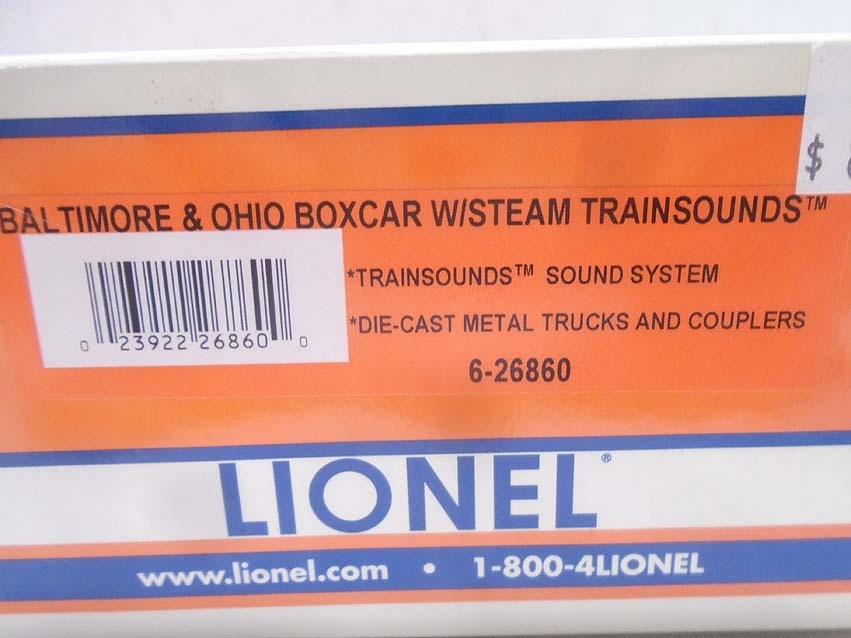 $
BALTIMORE & OHIO BOXCAR W/STEAM TRAINSOUNDS™
*TRAINSOUNDS™ SOUND SYSTEM
*DIE-CAST METAL TRUCKS AND COUPLERS
0 23922 26860 0
6-26860
LIONEL®
www.lionel.com • 1-800-4LIONEL